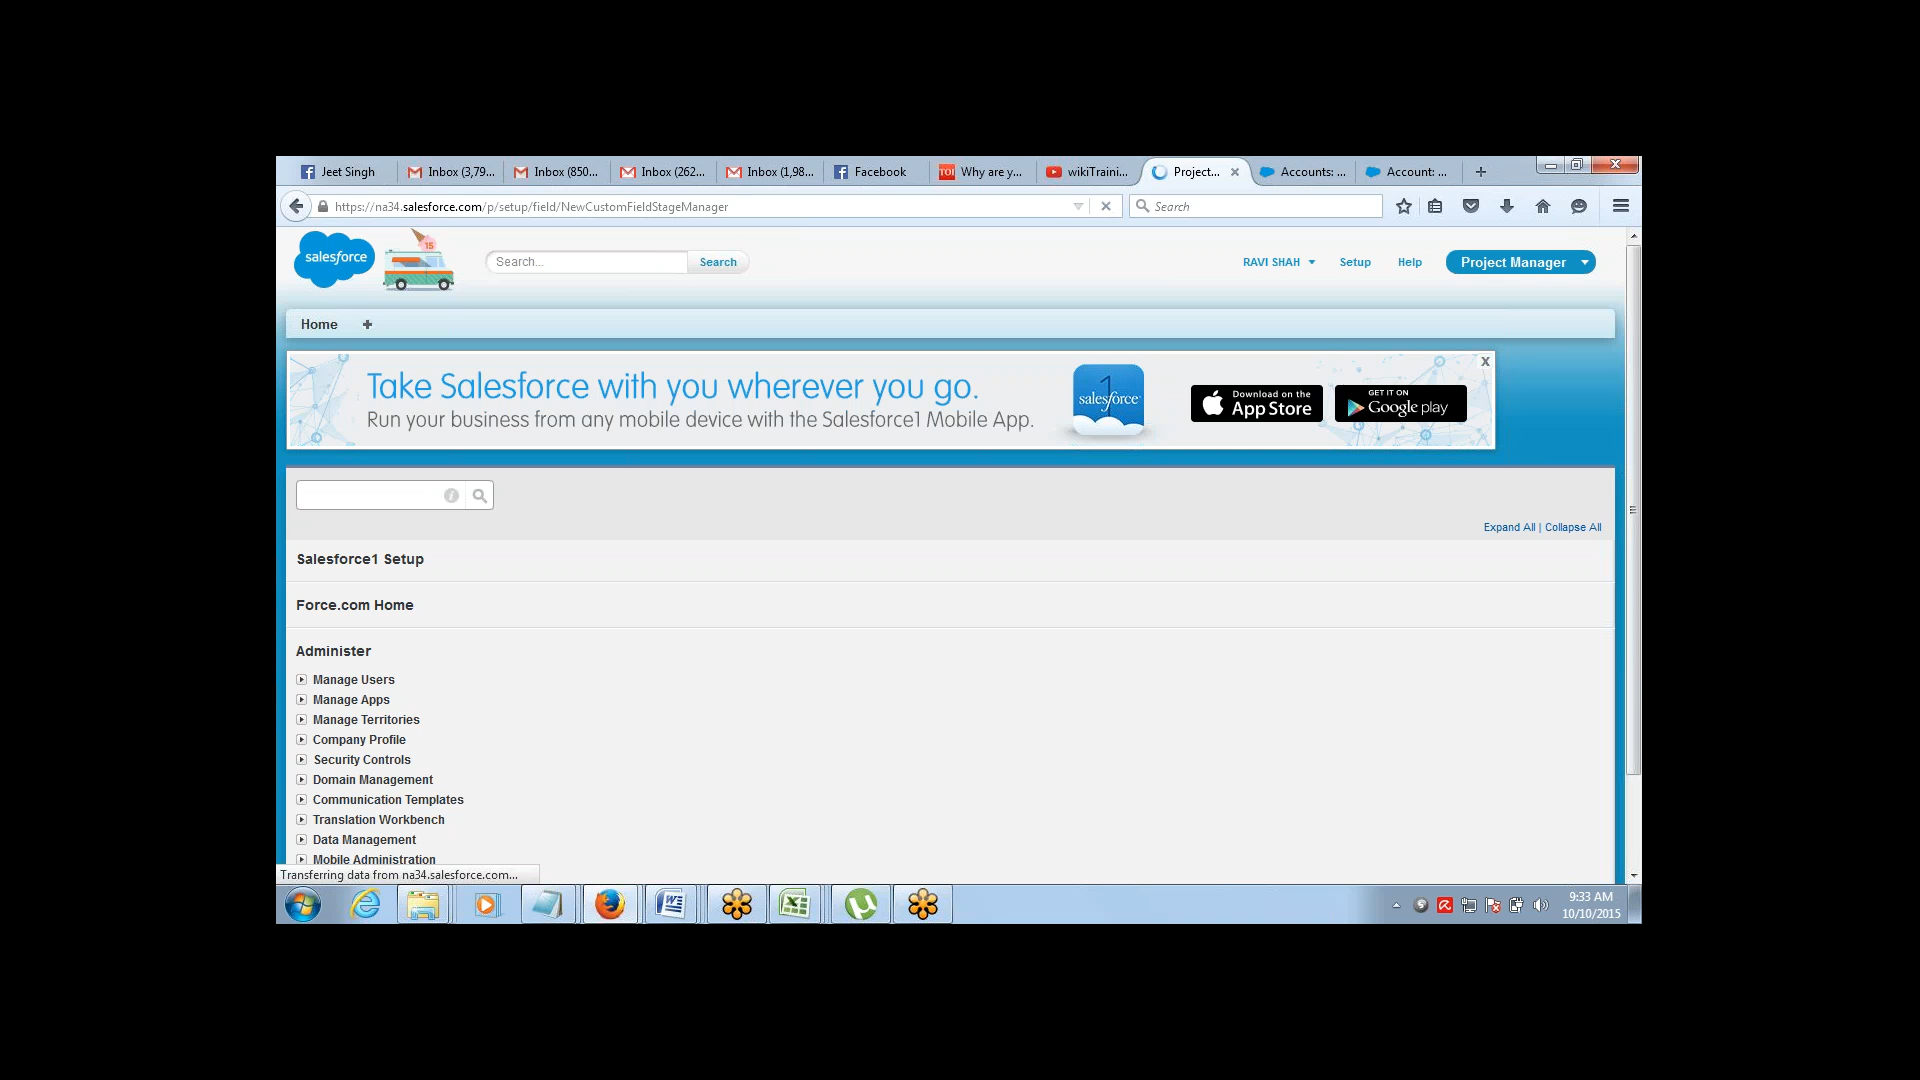 Jeet Singh
Inbox (3,79...
Inbox (850...
Inbox (262...
Inbox (1,98...
Facebook
TOI
Why are y...
wikiTraini...
Project...
Accounts: ...
Account: ...
https://na34.salesforce.com/p/setup/field/NewCustomFieldStageManager
Search
salesforce
15
Search...
Search
RAVI SHAH
Setup
Help
Project Manager
Home
Take Salesforce with you wherever you go.
Run your business from any mobile device with the Salesforce1 Mobile App.
1
salesforce
Download on the
App Store
GET IT ON
Google play
X
Expand All | Collapse All
Salesforce1 Setup
Force.com Home
Administer
Manage Users
Manage Apps
Manage Territories
Company Profile
Security Controls
Domain Management
Communication Templates
Translation Workbench
Data Management
Mobile Administration
Transferring data from na34.salesforce.com...
9:33 AM
10/10/2015